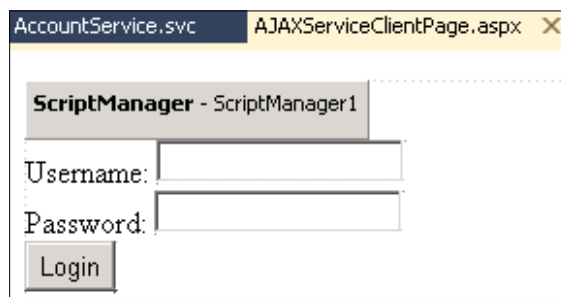 AccountService.svc AJAXServiceClientPage.aspx
ScriptManager - ScriptManager1
Username:
Password:
Login